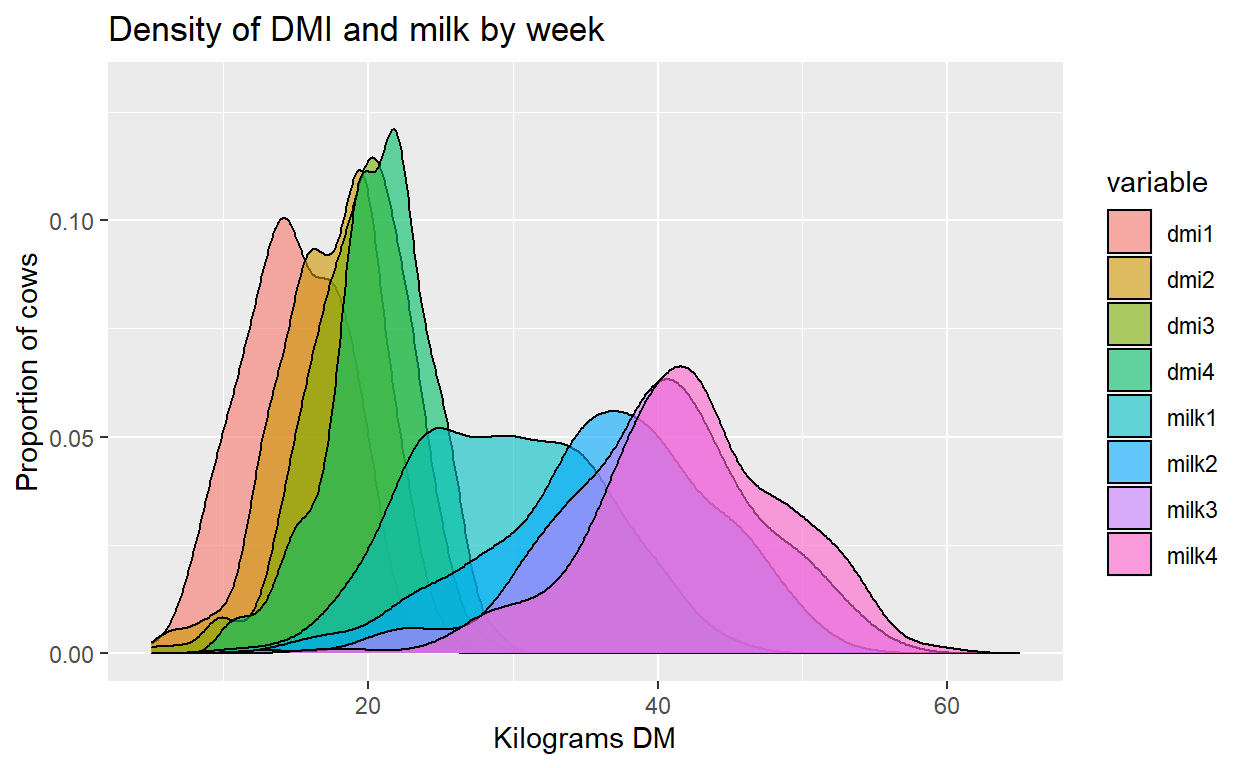 Density of DMI and milk by week
Proportion of cows
0.10
0.05
0.00
20
40
60
Kilograms DM
variable
dmi1
dmi2
dmi3
dmi4
milk1
milk2
milk3
milk4